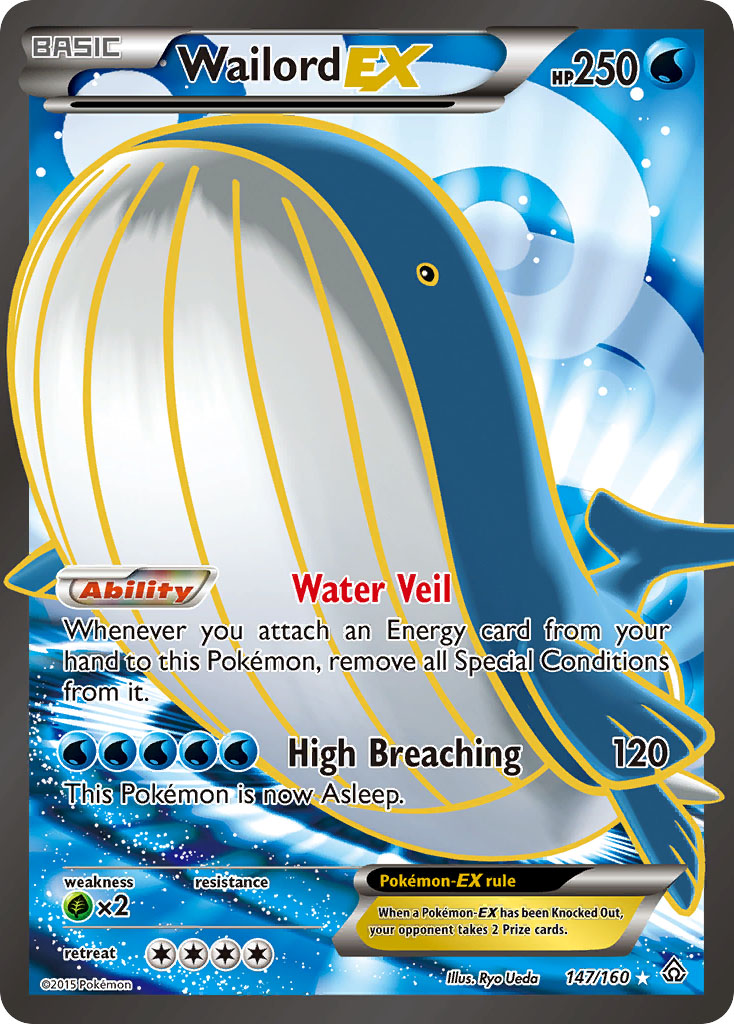 BASIC
Wailord EX
HP250
Ability
Water Veil
Whenever you attach an Energy card from your
hand to this Pokémon, remove all Special Conditions
from it.
High Breaching 120
This Pokémon is now Asleep.
weakness resistance
×2
retreat
Pokémon-EX rule
When a Pokémon-EX has been Knocked Out,
your opponent takes 2 Prize cards.
Illus. Ryo Ueda 147/160
©2015 Pokémon